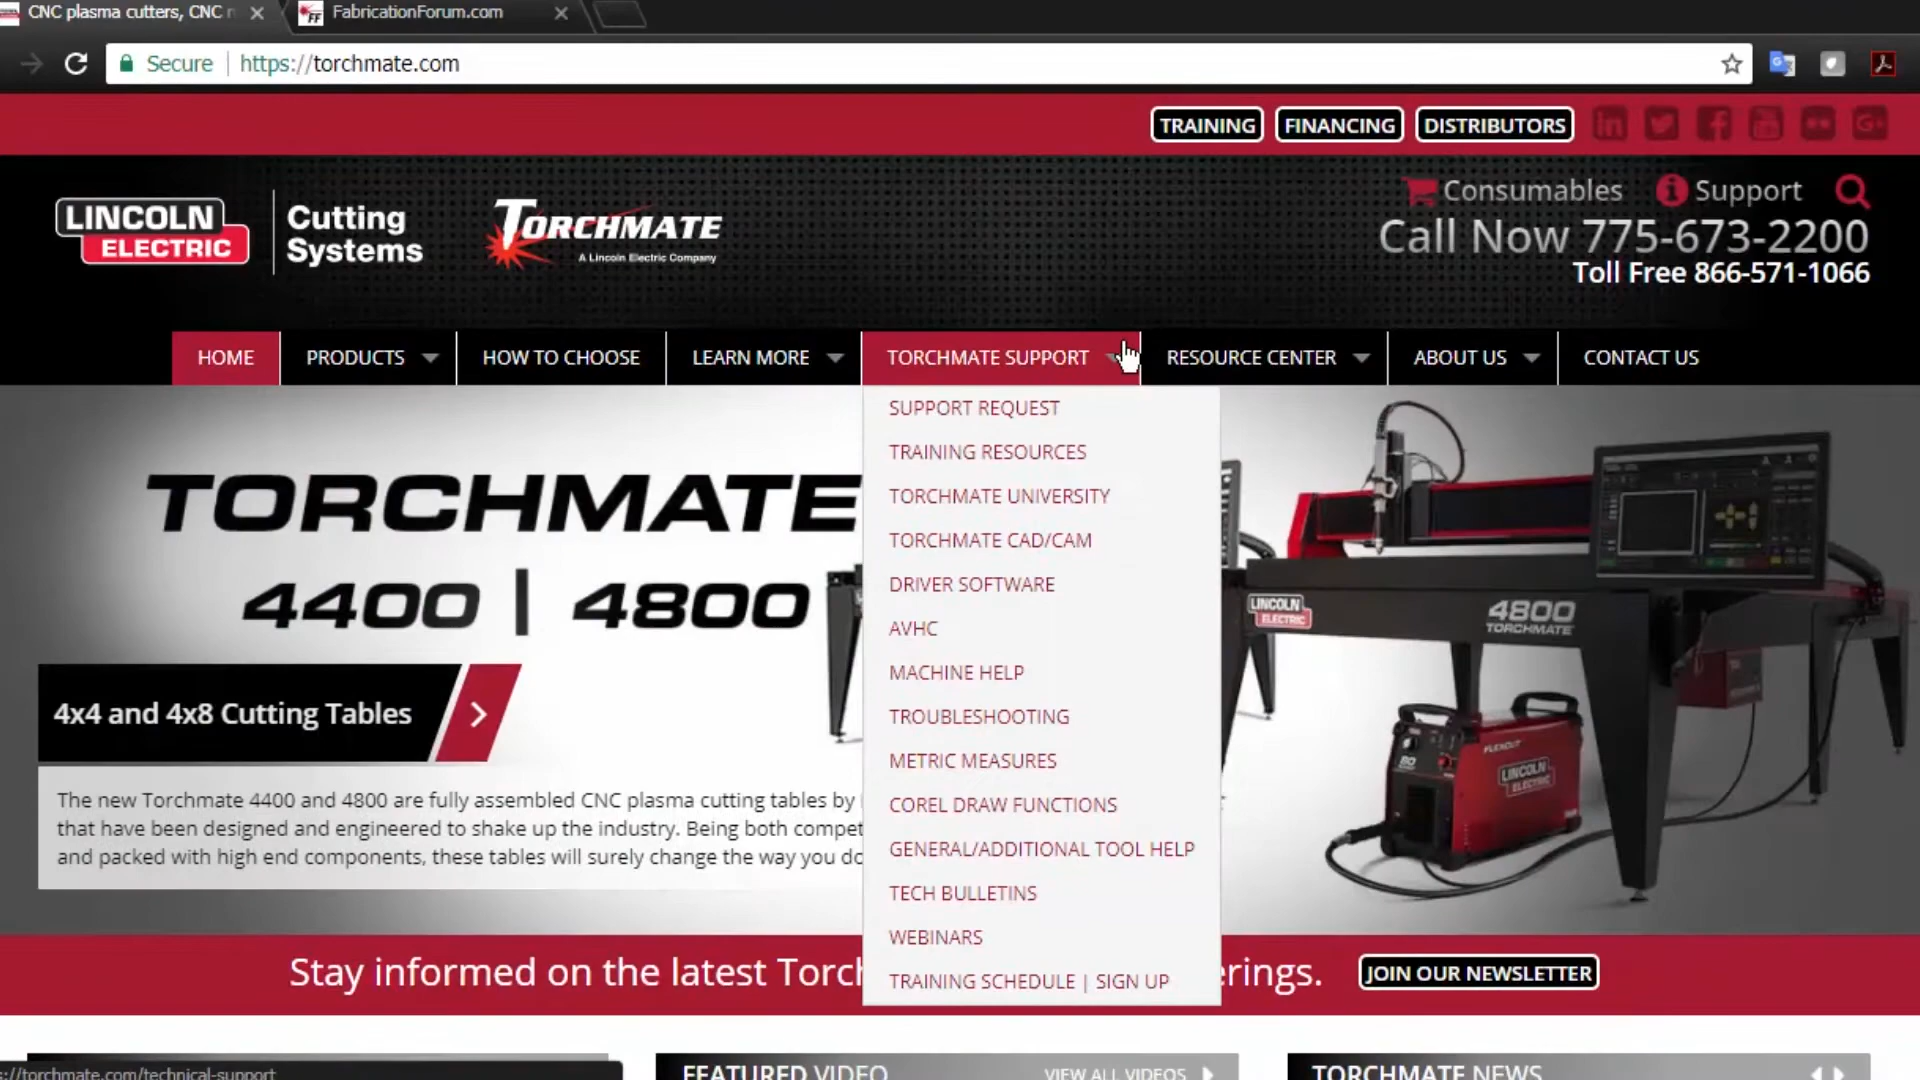 CNC plasma cutters, CNC r
FabricationForum.com
Secure https://torchmate.com
TRAINING FINANCING DISTRIBUTORS
LINCOLN ELECTRIC
Cutting Systems
TORCHMATE
A Lincoln Electric Company
Consumables Support
Call Now 775-673-2200
Toll Free 866-571-1066
HOME PRODUCTS HOW TO CHOOSE LEARN MORE TORCHMATE SUPPORT RESOURCE CENTER ABOUT US CONTACT US
SUPPORT REQUEST
TRAINING RESOURCES
TORCHMATE UNIVERSITY
TORCHMATE CAD/CAM
DRIVER SOFTWARE
AVHC
MACHINE HELP
TROUBLESHOOTING
METRIC MEASURES
COREL DRAW FUNCTIONS
GENERAL/ADDITIONAL TOOL HELP
TECH BULLETINS
WEBINARS
TRAINING SCHEDULE | SIGN UP
TORCHMATE
4400 | 4800
4x4 and 4x8 Cutting Tables
The new Torchmate 4400 and 4800 are fully assembled CNC plasma cutting tables by
that have been designed and engineered to shake up the industry. Being both compet
and packed with high end components, these tables will surely change the way you do
LINCOLN ELECTRIC
4800
TORCHMATE
FLEXCUT
80
LINCOLN ELECTRIC
Stay informed on the latest Torc erings. JOIN OUR NEWSLETTER
FEATURED VIDEO VIEW ALL VIDEOS
TORCHMATE NEWS
s://torchmate.com/technical-support